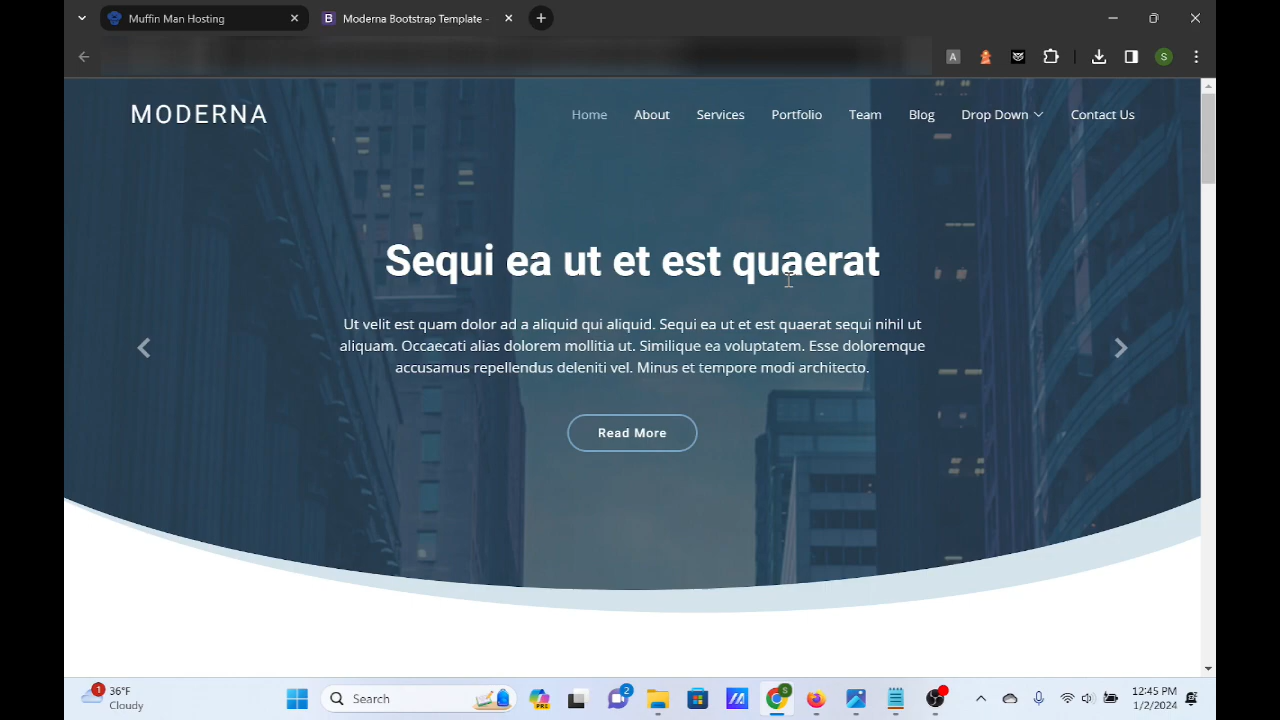 Muffin Man Hosting
Moderna Bootstrap Template -
MODERNA
Home
About
Services
Portfolio
Team
Blog
Drop Down
Contact Us
Sequi ea ut et est quaerat
Ut velit est quam dolor ad a aliquid qui aliquid. Sequi ea ut et est quaerat sequi nihil ut
aliquam. Occaecati alias dolorem mollitia ut. Similique ea voluptatem. Esse doloremque
accusamus repellendus deleniti vel. Minus et tempore modi architecto.
Read More
1
36°F
Cloudy
Search
PRE
2
S
12:45 PM
1/2/2024